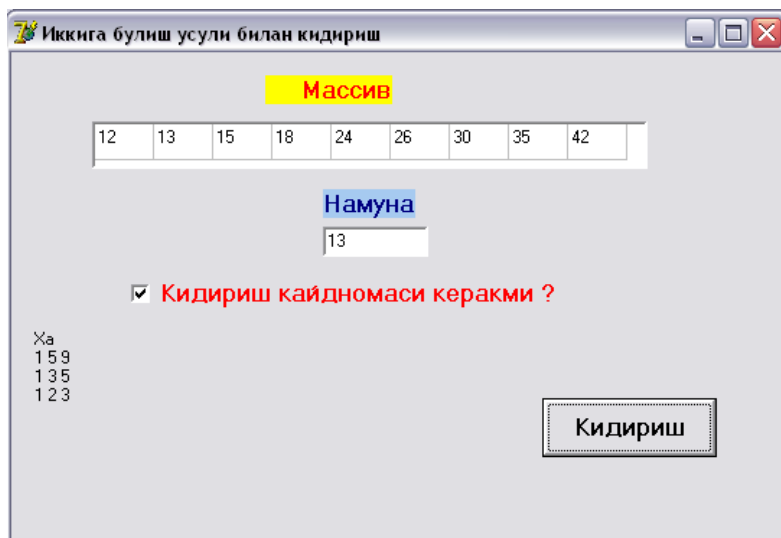 Иккига булиш усули билан кидириш
Массив
12 13 15 18 24 26 30 35 42
Намуна
13
Кидириш кайдномаси керакми ?
Ха
1 5 9
1 3 5
1 2 3
Кидириш